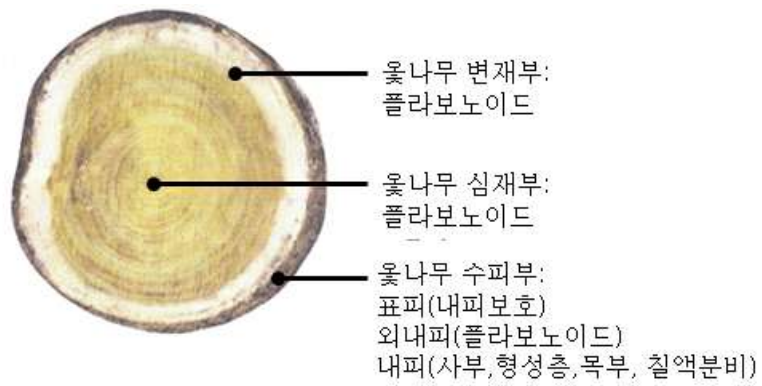 옻나무 변재부:
플라보노이드
옻나무 심재부:
플라보노이드
옻나무 수피부:
표피(내피보호)
외내피(플라보노이드)
내피(사부,형성층,목부, 칠액분비)